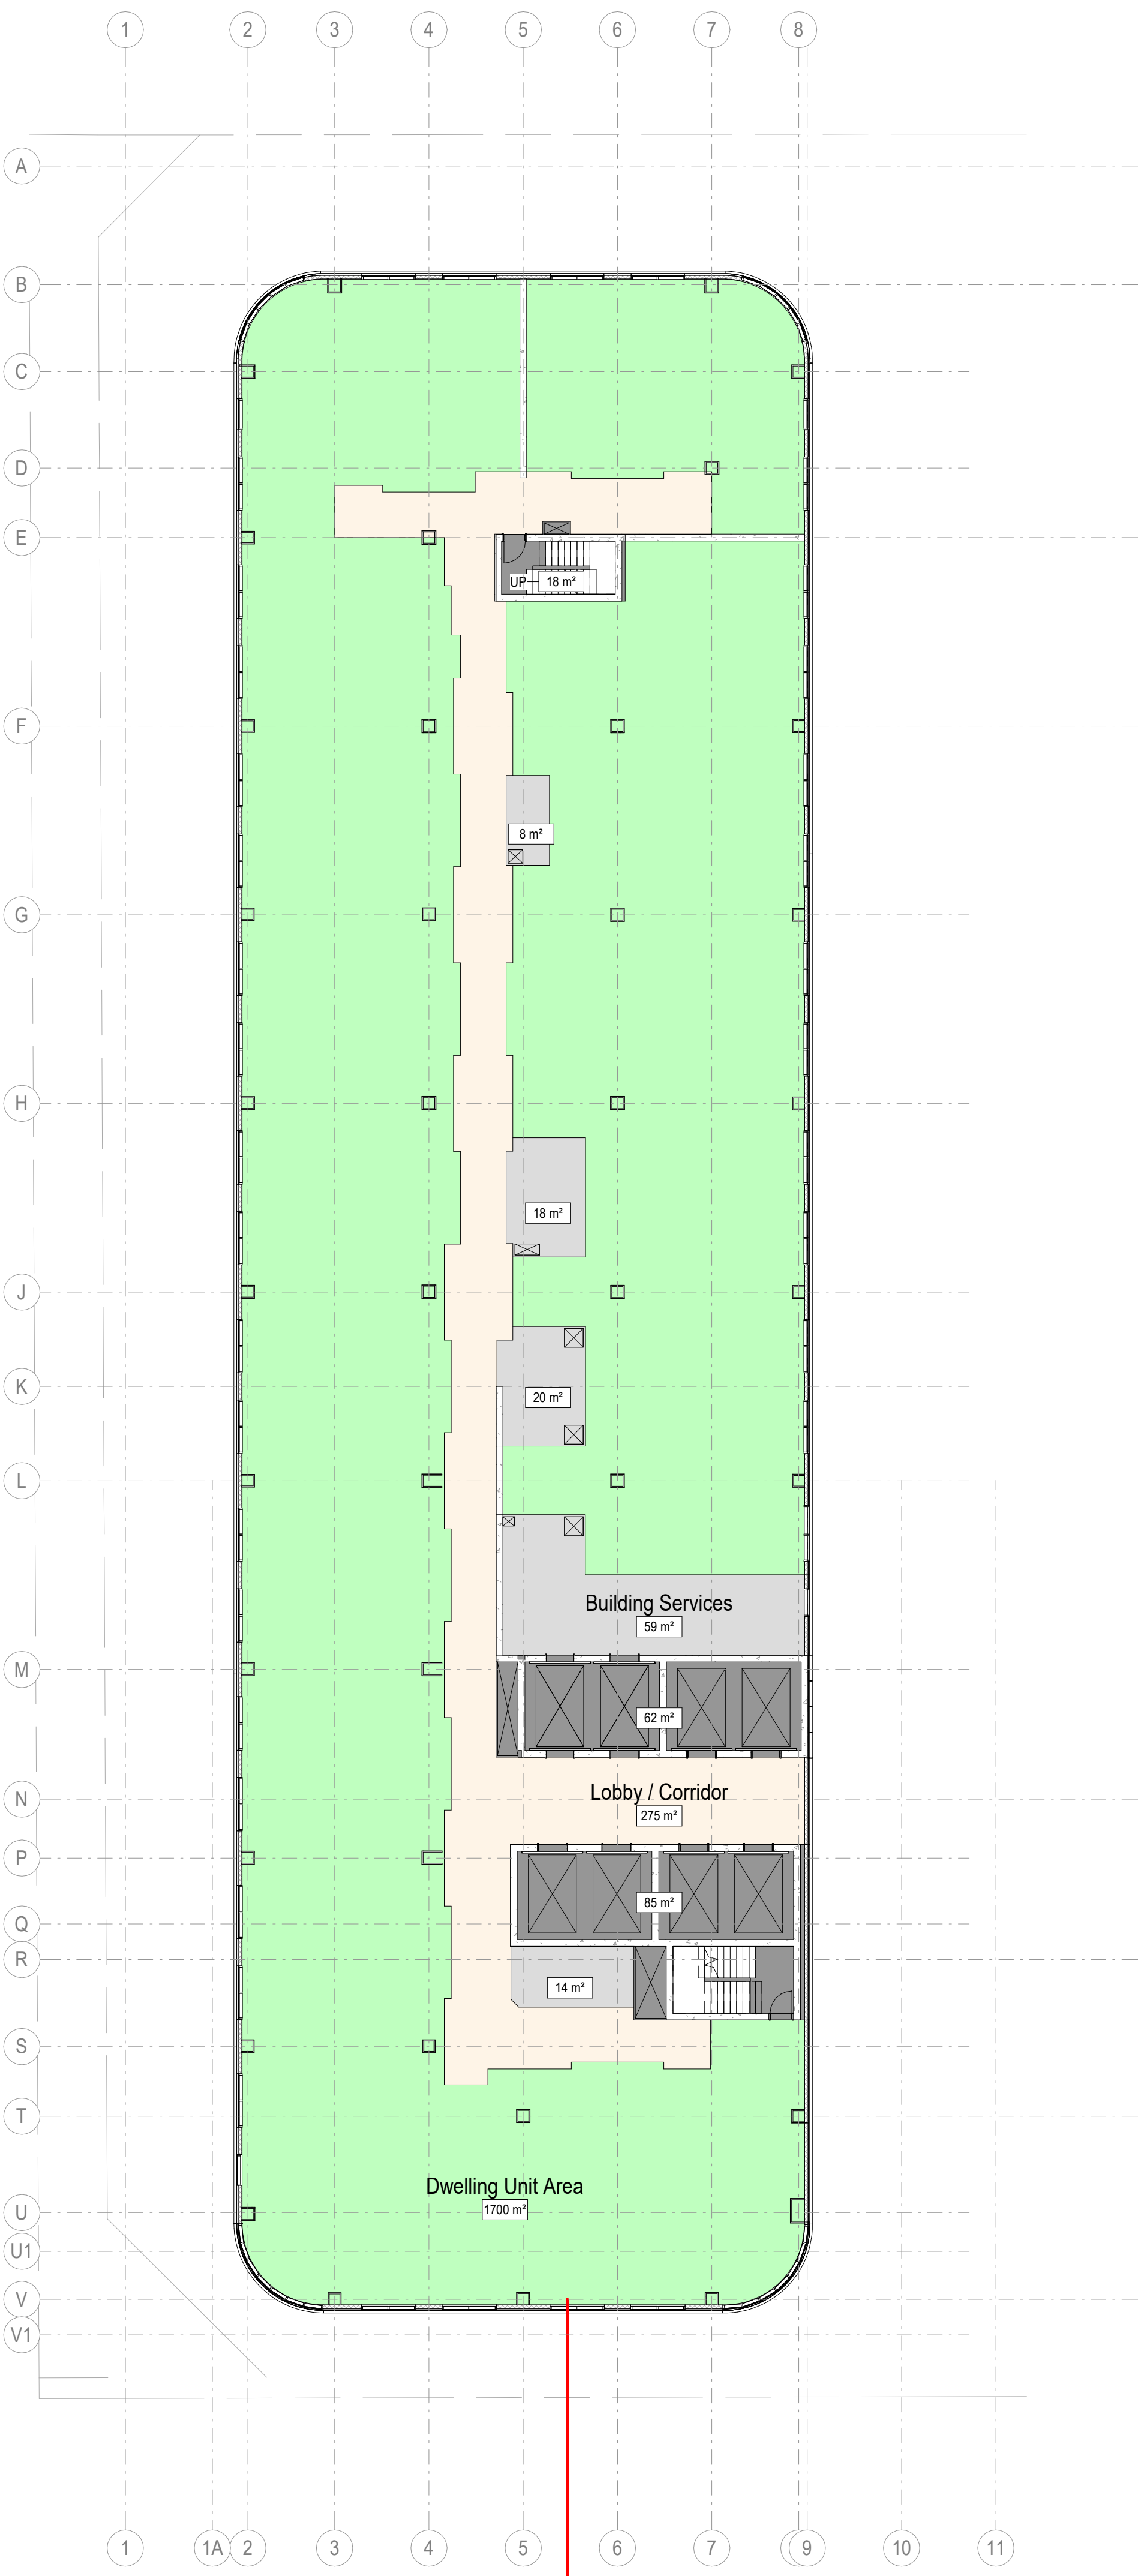 1 2 3 4 5 6 7 8
A
B
C
D
E
UP 18 m²
F
8 m²
G
H
18 m²
J
K
20 m²
L
Building Services
59 m²
M
62 m²
Lobby / Corridor
N
275 m²
P
85 m²
Q
R
14 m²
S
T
Dwelling Unit Area
1700 m²
U
U1
V
V1
1 1A 2 3 4 5 6 7 9 10 11